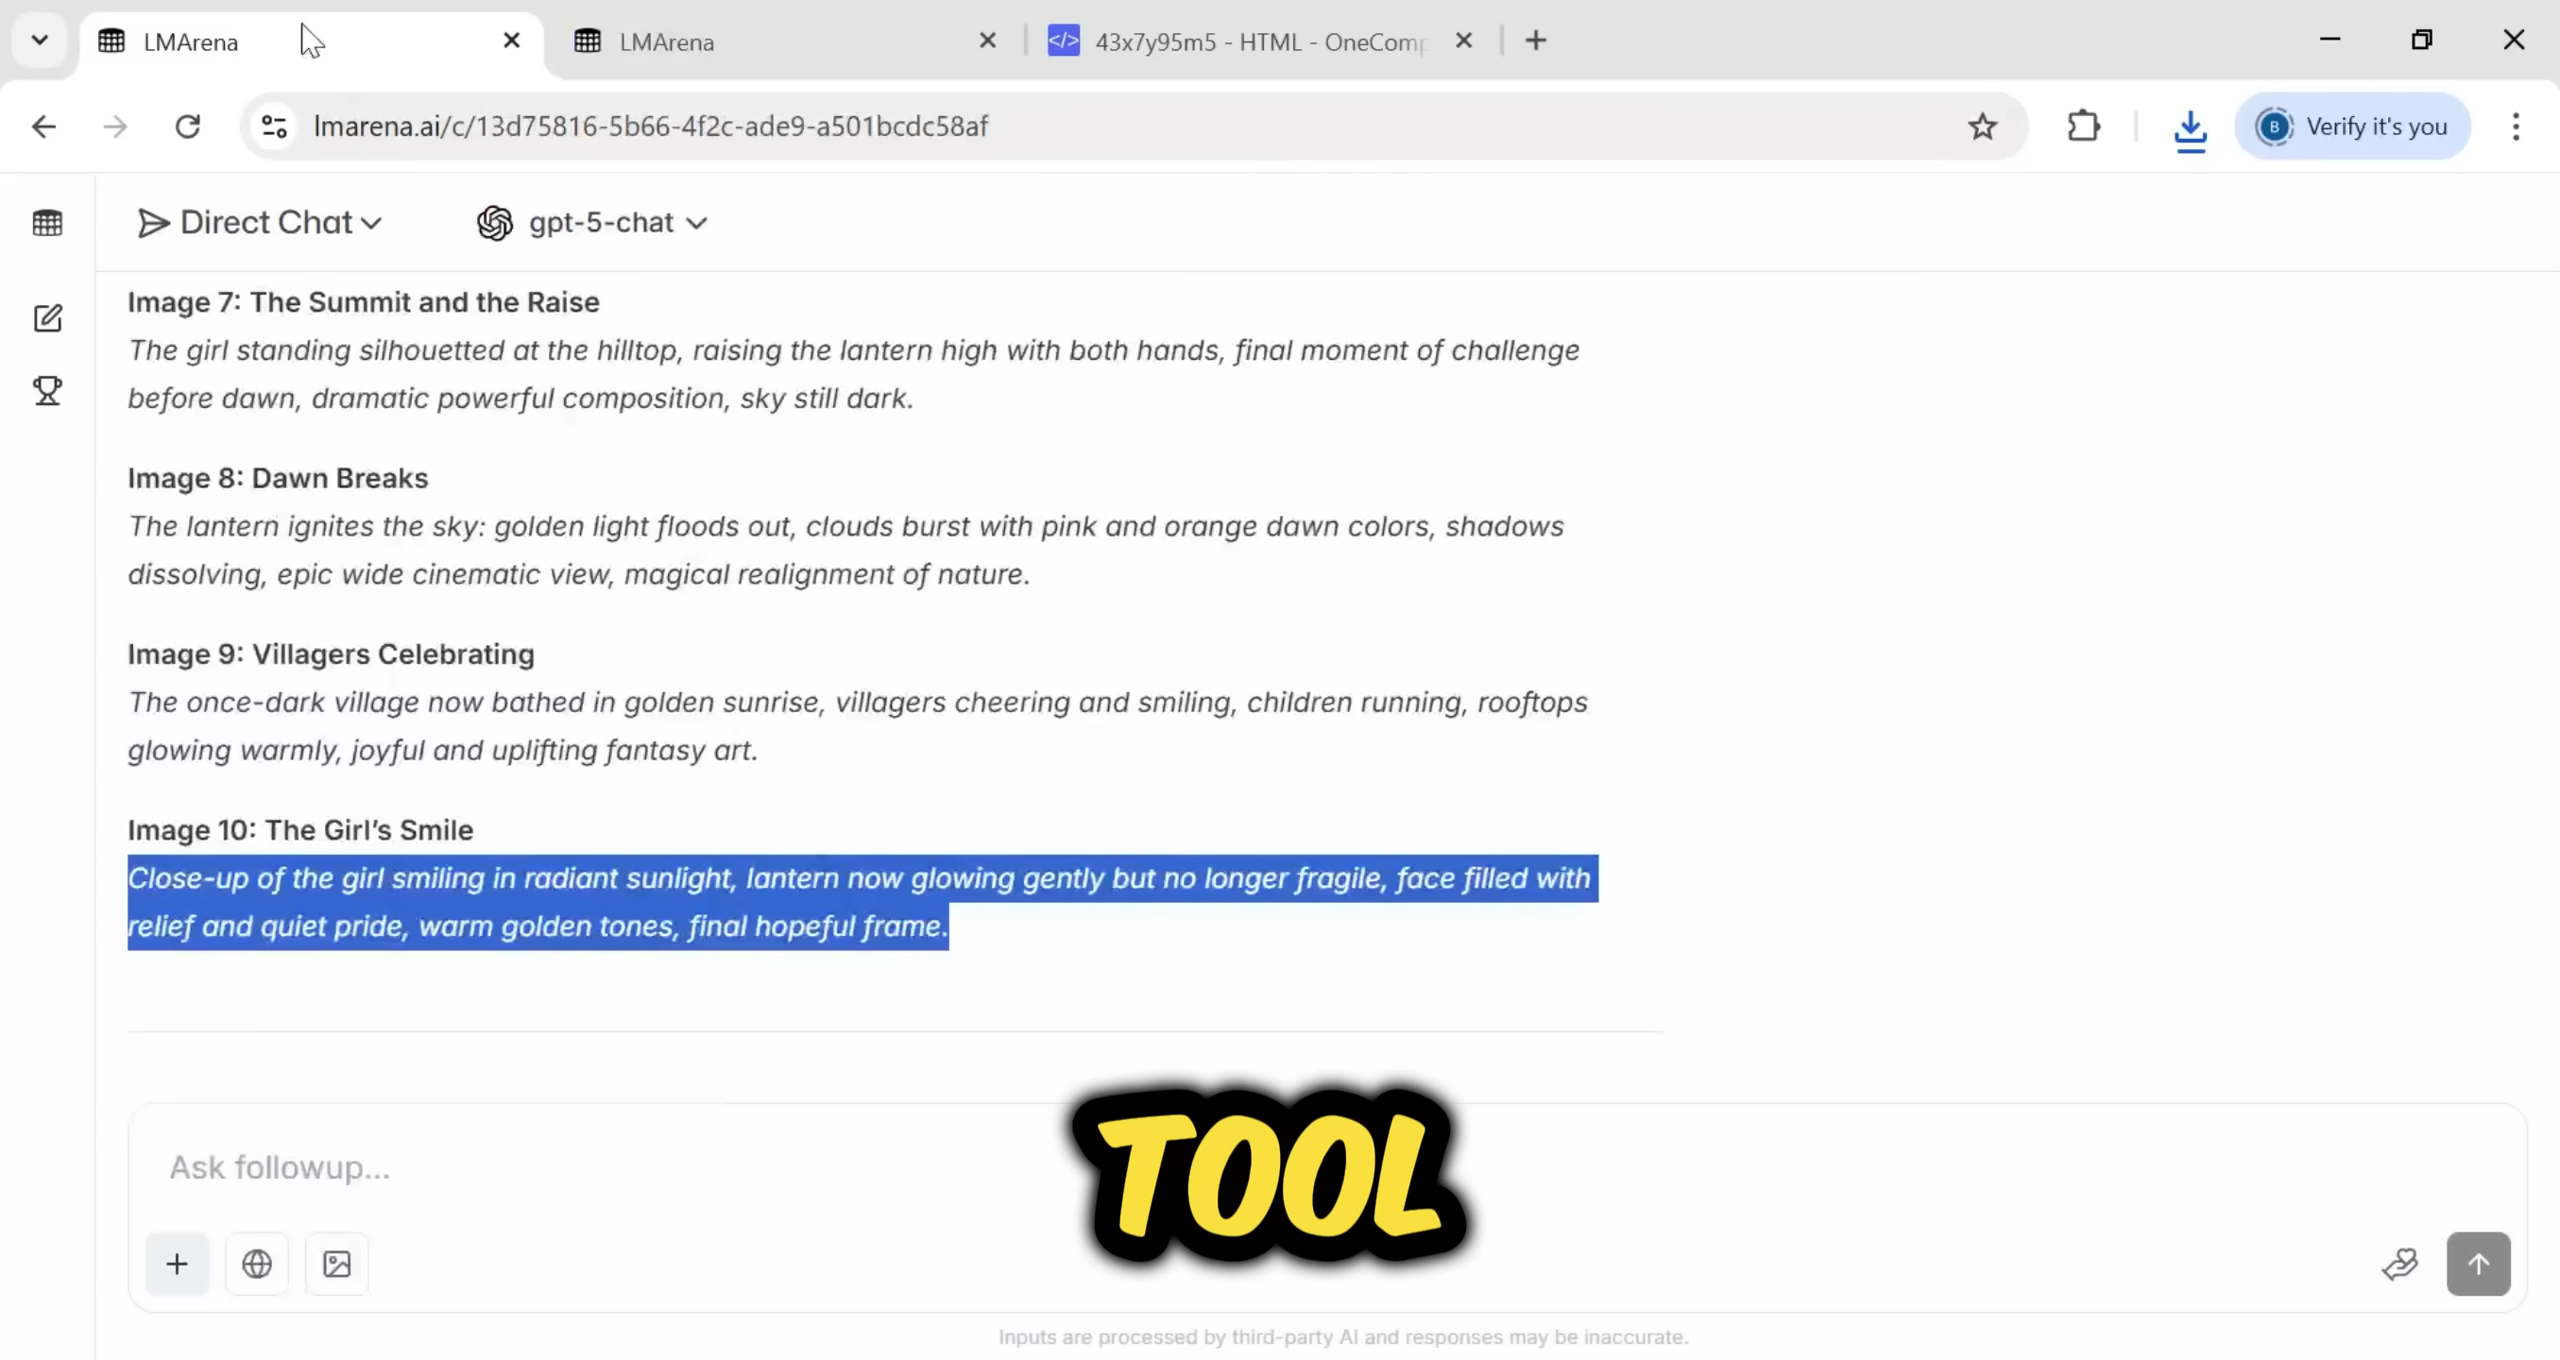 LMArena
LMArena
43x7y95m5 - HTML - OneComp
lmarena.ai/c/13d75816-5b66-4f2c-ade9-a501bcdc58af
B
Verify it's you
Direct Chat
gpt-5-chat
Image 7: The Summit and the Raise
The girl standing silhouetted at the hilltop, raising the lantern high with both hands, final moment of challenge
before dawn, dramatic powerful composition, sky still dark.
Image 8: Dawn Breaks
The lantern ignites the sky: golden light floods out, clouds burst with pink and orange dawn colors, shadows
dissolving, epic wide cinematic view, magical realignment of nature.
Image 9: Villagers Celebrating
The once-dark village now bathed in golden sunrise, villagers cheering and smiling, children running, rooftops
glowing warmly, joyful and uplifting fantasy art.
Image 10: The Girl’s Smile
Close-up of the girl smiling in radiant sunlight, lantern now glowing gently but no longer fragile, face filled with
relief and quiet pride, warm golden tones, final hopeful frame.
TOOL
Ask followup...
Inputs are processed by third-party AI and responses may be inaccurate.